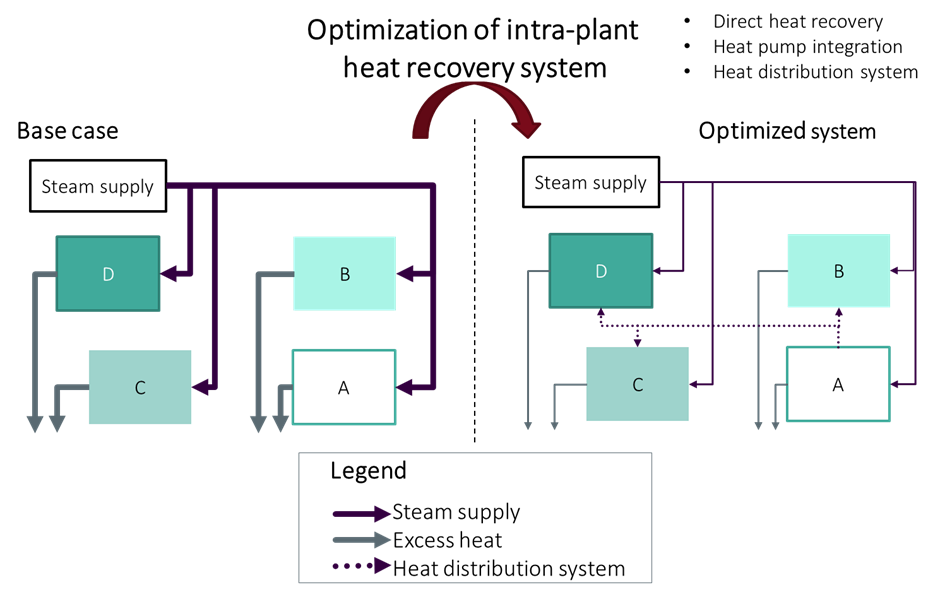 Optimization of intra-plant
heat recovery system
• Direct heat recovery
• Heat pump integration
• Heat distribution system
Base case
Optimized system
Steam supply
Steam supply
D
B
D
B
C
A
C
A
Legend
Steam supply
Excess heat
Heat distribution system